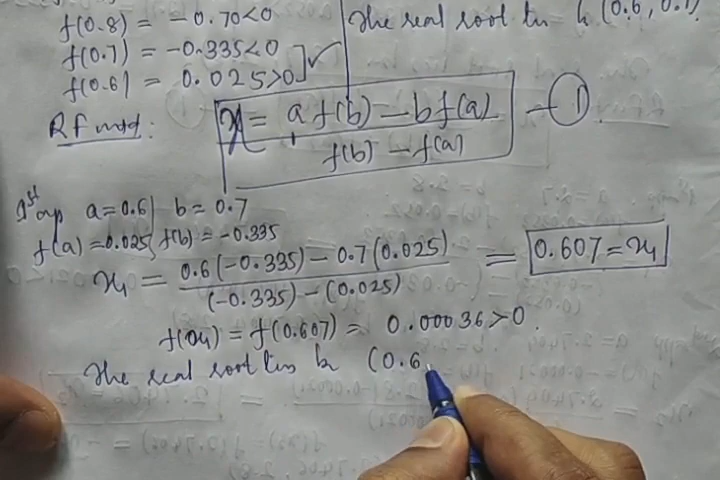 f(0.8) = -0.70<0
f(0.7) = -0.335<0
f(0.6) = 0.025>0 ]✓
The real root lies b/w (0.6, 0.7)
RF mtd:
x = a f(b) - b f(a) / f(b) - f(a) - ①
1st app a=0.6 | b=0.7
f(a)=0.025 | f(b)=-0.335
x₁ = 0.6(-0.335) - 0.7(0.025) / (-0.335) - (0.025) = 0.607 = x₁
f(x₁) = f(0.607) = 0.00036>0.
The real root lies b/w (0.6